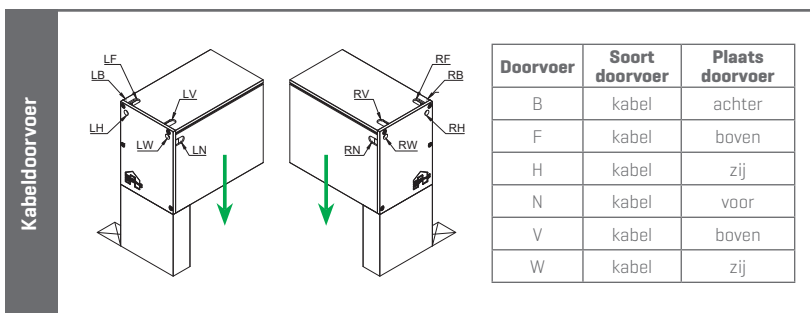 Kabeldoorvoer
LF
LB
LV
LH
LW
LN
RF
RB
RV
RH
RN
RW
Doorvoer Soort doorvoer Plaats doorvoer
B kabel achter
F kabel boven
H kabel zij
N kabel voor
V kabel boven
W kabel zij